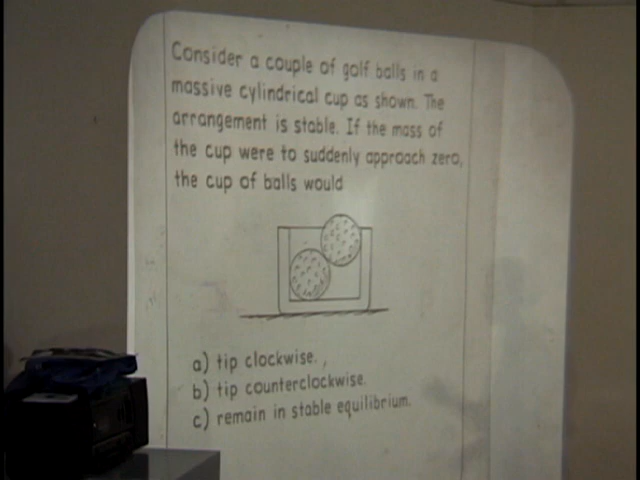 Consider a couple of golf balls in a
massive cylindrical cup as shown. The
arrangement is stable. If the mass of
the cup were to suddenly approach zero,
the cup of balls would
a) tip clockwise.
b) tip counterclockwise.
c) remain in stable equilibrium.